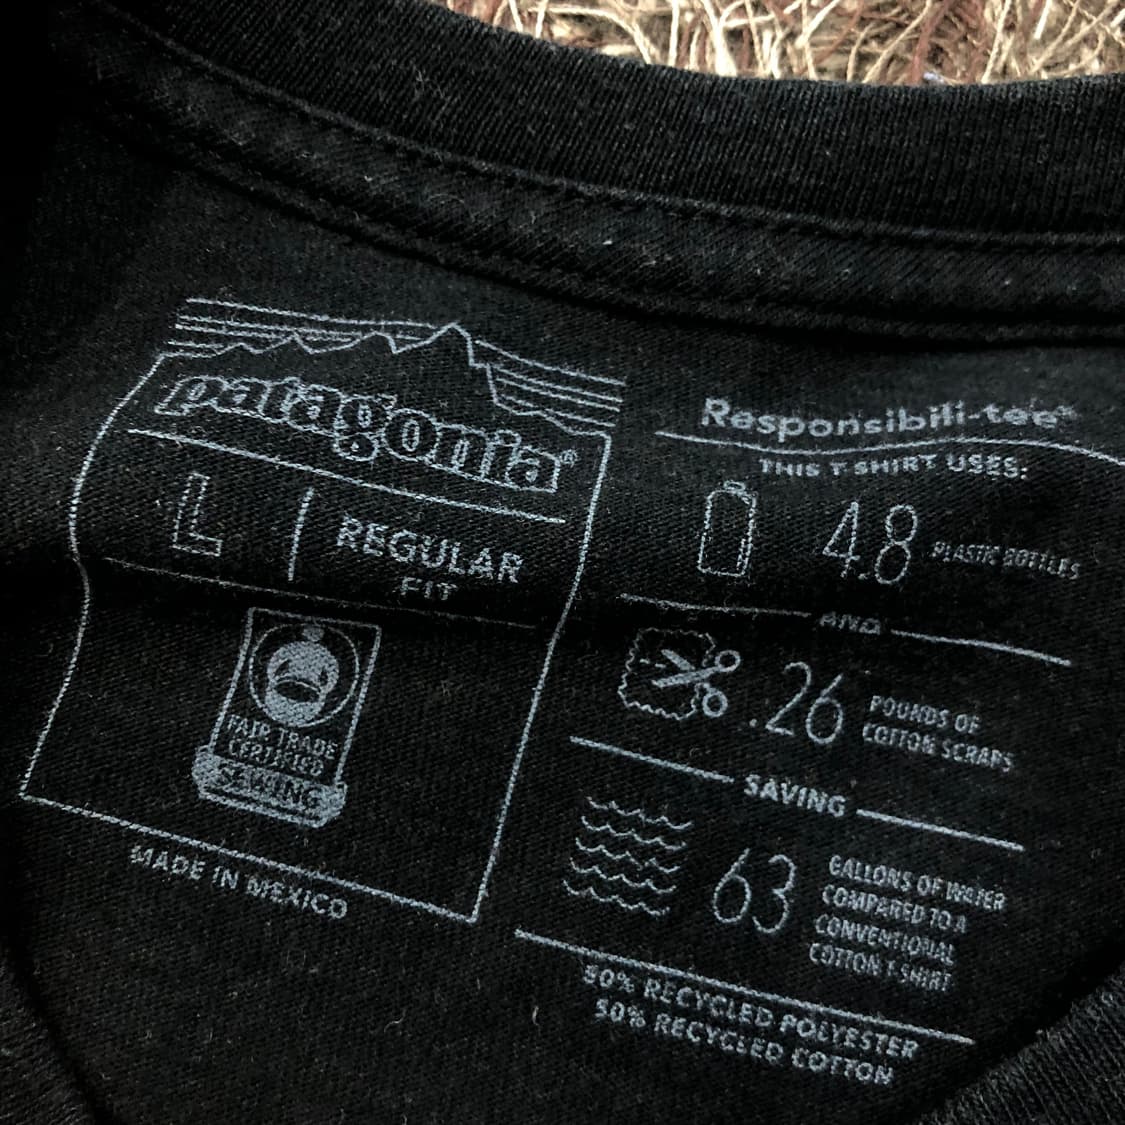 patagonia®
L | REGULAR
FIT
FAIR TRADE
CERTIFIED
SEWING
MADE IN MEXICO
Responsibili-tee®
THIS T-SHIRT USES:
4.8 PLASTIC BOTTLES
AND
.26 POUNDS OF
COTTON SCRAPS
SAVING
63 GALLONS OF WATER
COMPARED TO A
CONVENTIONAL
COTTON T-SHIRT
50% RECYCLED POLYESTER
50% RECYCLED COTTON